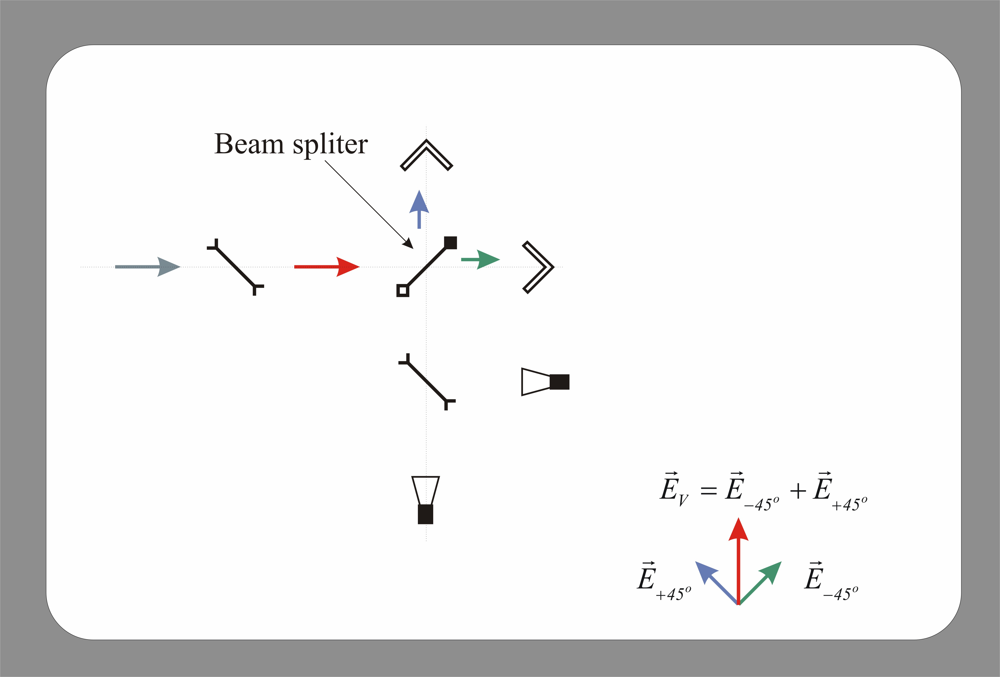 Beam spliter
E⃗_V = E⃗_−45° + E⃗_+45°
E⃗_+45°
E⃗_−45°